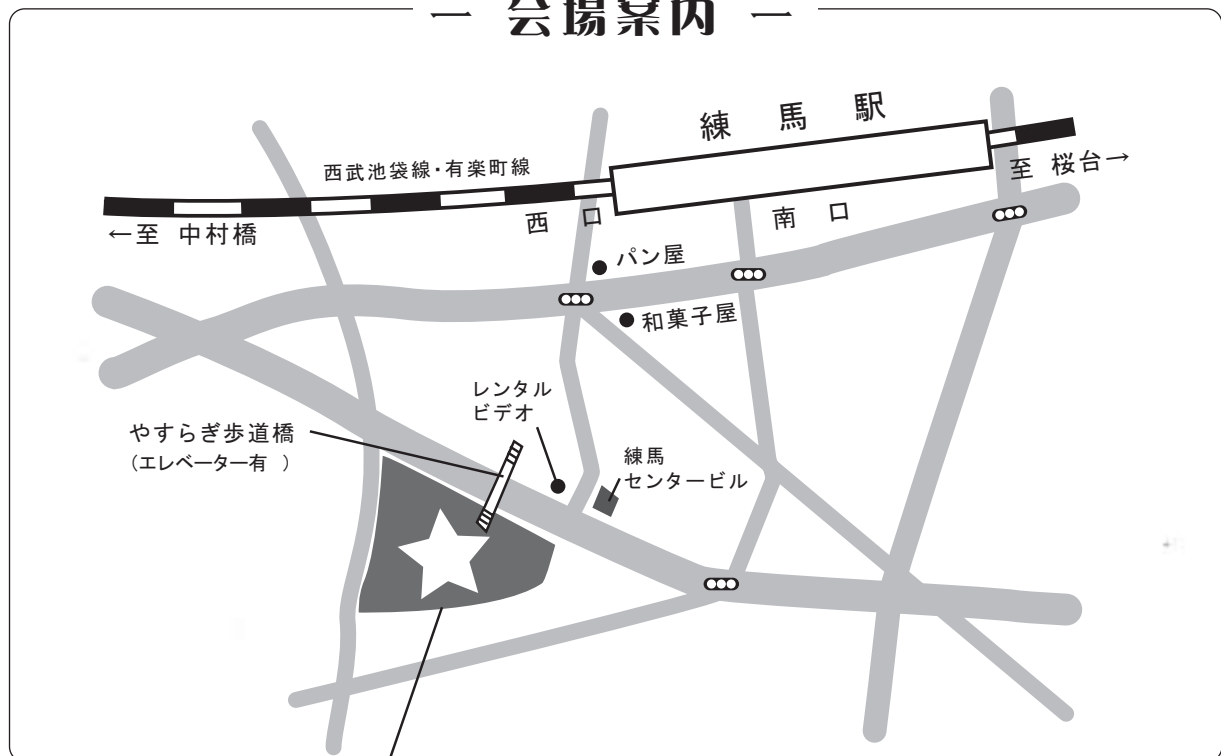 — 会場案内 —
練馬駅
西武池袋線・有楽町線
至 桜台→
西口
南口
←至 中村橋
パン屋
和菓子屋
レンタル
ビデオ
やすらぎ歩道橋
(エレベーター有 )
練馬
センタービル